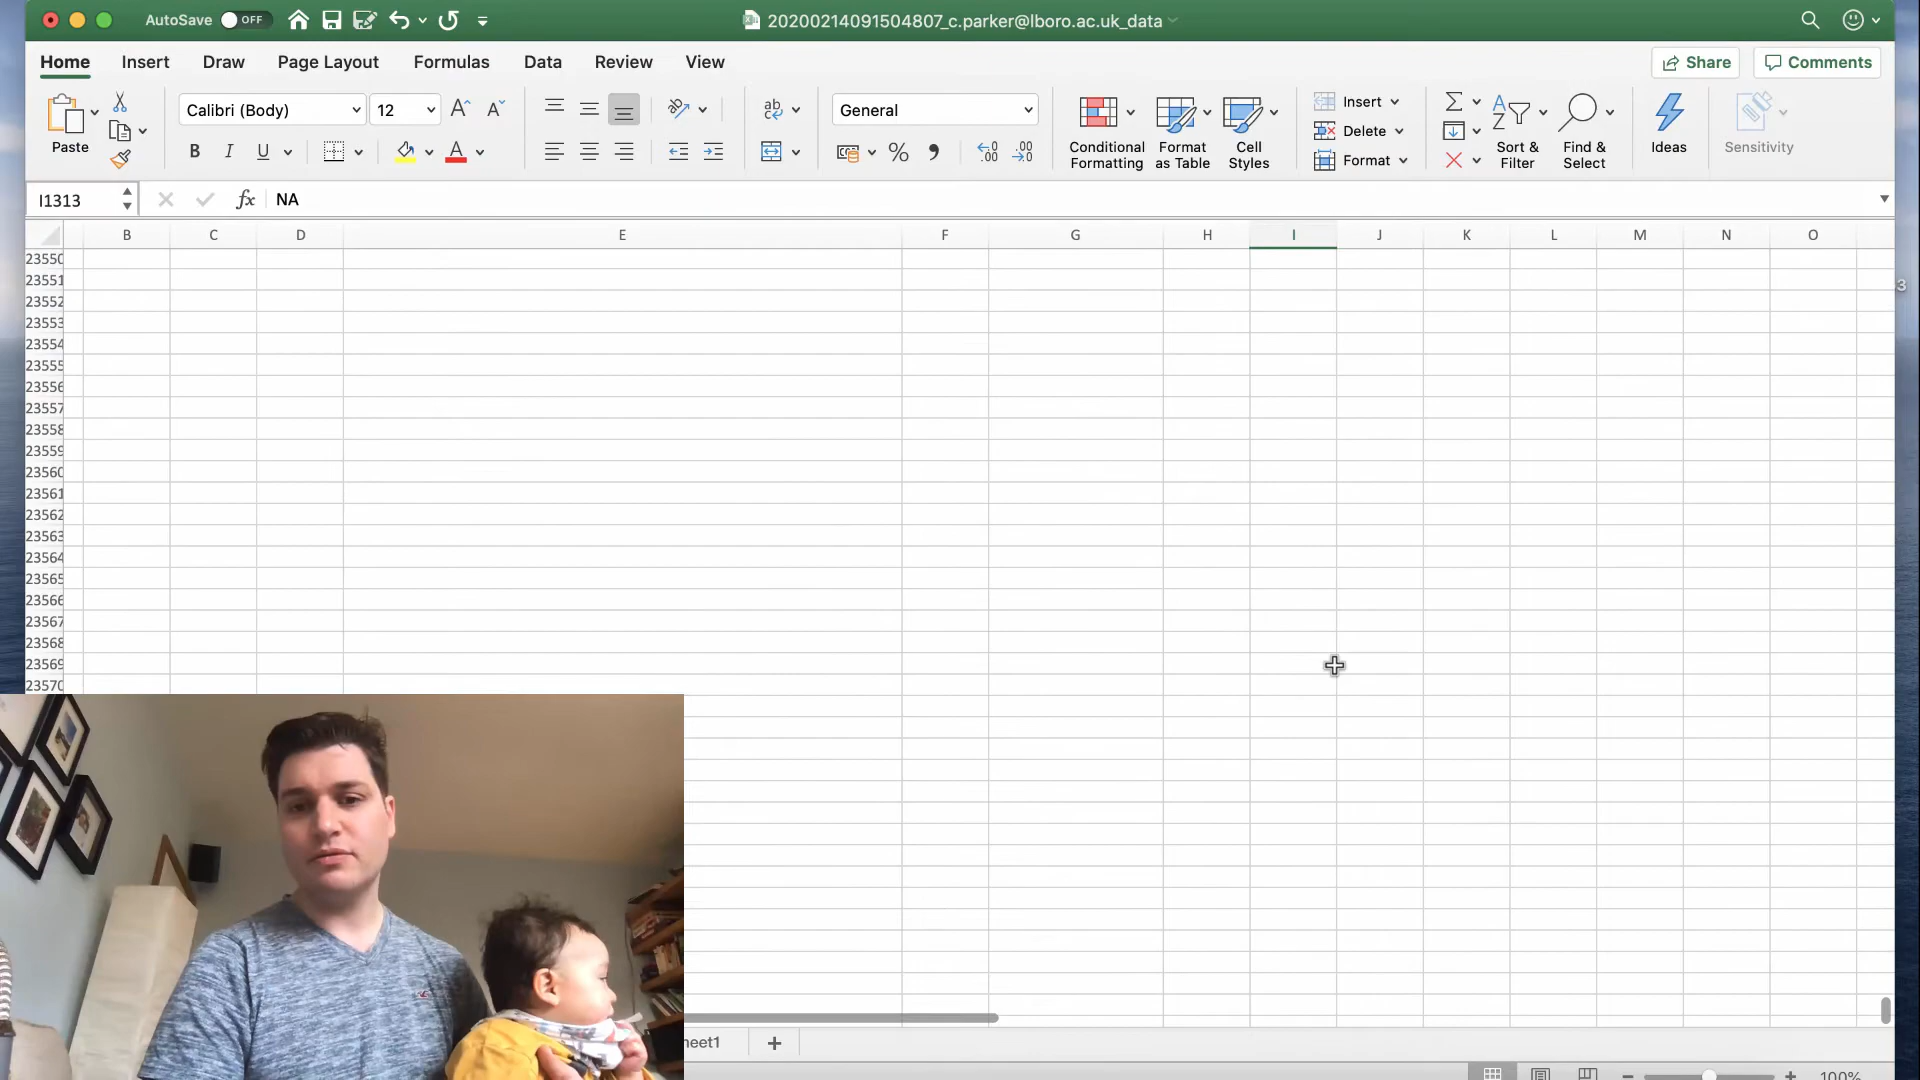 AutoSave OFF
20200214091504807_c.parker@lboro.ac.uk_data
Home Insert Draw Page Layout Formulas Data Review View Share Comments
Calibri (Body) 12 General Insert
Delete
Paste B I U A Conditional Formatting Format as Table Cell Styles Format Sort & Filter Find & Select Ideas Sensitivity
I1313 fx NA
B C D E F G H I J K L M N O
23550
23551
23552
23553
23554
23555
23556
23557
23558
23559
23560
23561
23562
23563
23564
23565
23566
23567
23568
23569
23570
eet1 +
100%